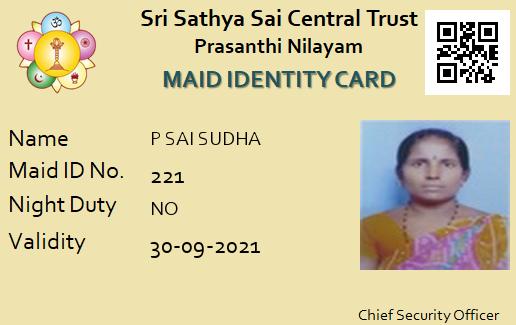 Sri Sathya Sai Central Trust
Prasanthi Nilayam
MAID IDENTITY CARD
Name P SAI SUDHA
Maid ID No. 221
Night Duty NO
Validity 30-09-2021
Chief Security Officer